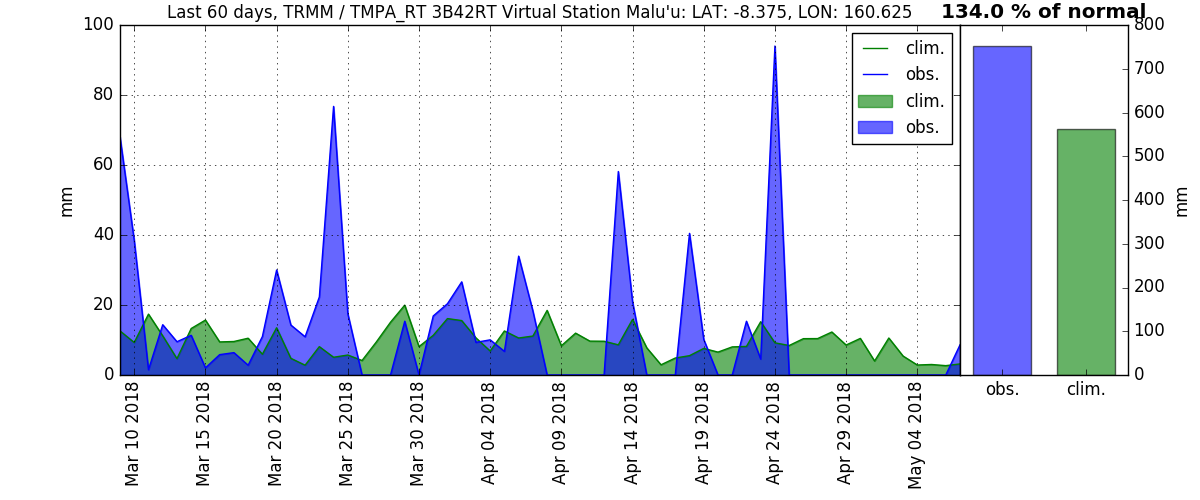 Last 60 days, TRMM / TMPA_RT 3B42RT Virtual Station Malu'u: LAT: -8.375, LON: 160.625
134.0 % of normal
100
80
60
40
20
0
mm
clim.
obs.
clim.
obs.
800
700
600
500
400
300
200
100
0
mm
obs.
clim.
Mar 10 2018
Mar 15 2018
Mar 20 2018
Mar 25 2018
Mar 30 2018
Apr 04 2018
Apr 09 2018
Apr 14 2018
Apr 19 2018
Apr 24 2018
Apr 29 2018
May 04 2018